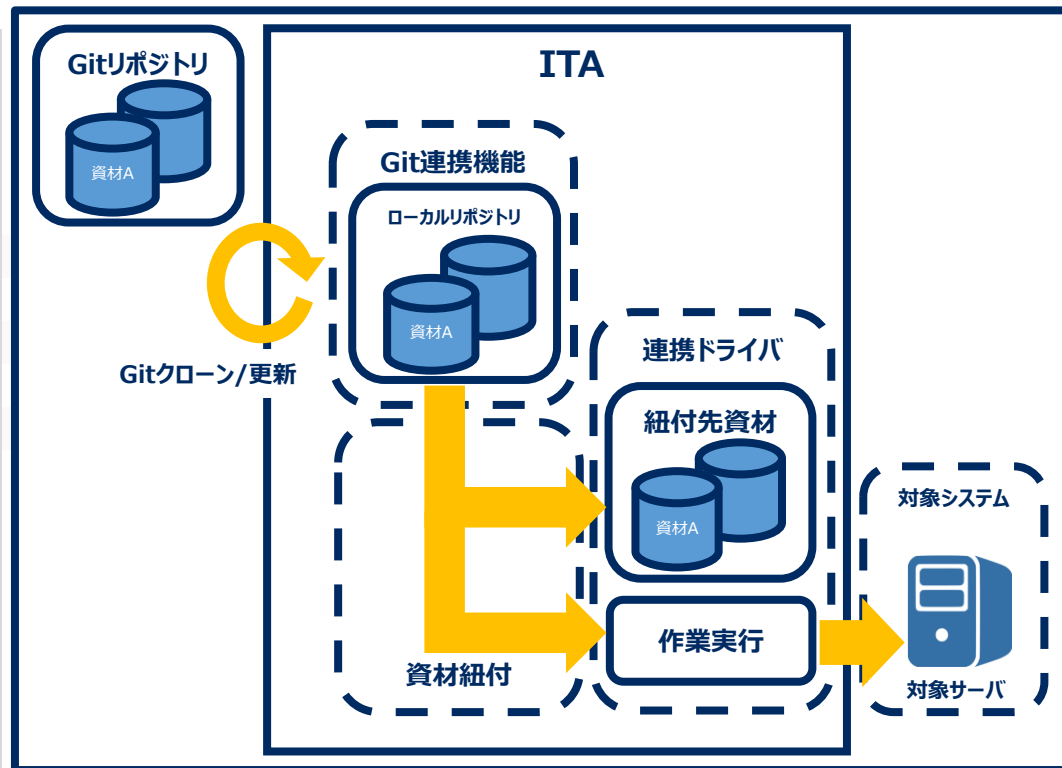 Gitリポジトリ
資材A
ITA
Git連携機能
ローカルリポジトリ
資材A
Gitクローン/更新
連携ドライバ
紐付先資材
資材A
資材紐付
作業実行
対象システム
対象サーバ